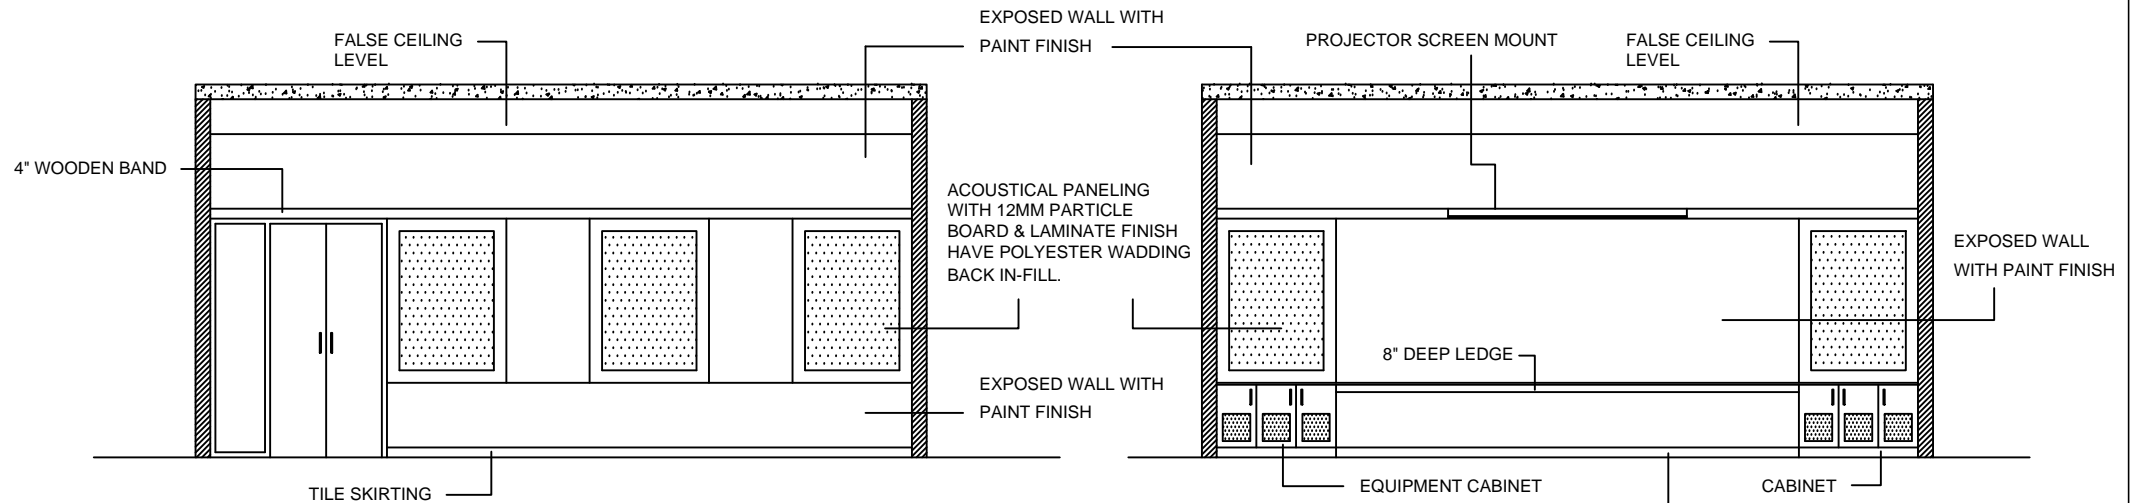 FALSE CEILING
LEVEL
EXPOSED WALL WITH
PAINT FINISH
PROJECTOR SCREEN MOUNT
FALSE CEILING
LEVEL
4" WOODEN BAND
ACOUSTICAL PANELING
WITH 12MM PARTICLE
BOARD & LAMINATE FINISH
HAVE POLYESTER WADDING
BACK IN-FILL.
EXPOSED WALL
WITH PAINT FINISH
8" DEEP LEDGE
EXPOSED WALL WITH
PAINT FINISH
TILE SKIRTING
EQUIPMENT CABINET
CABINET